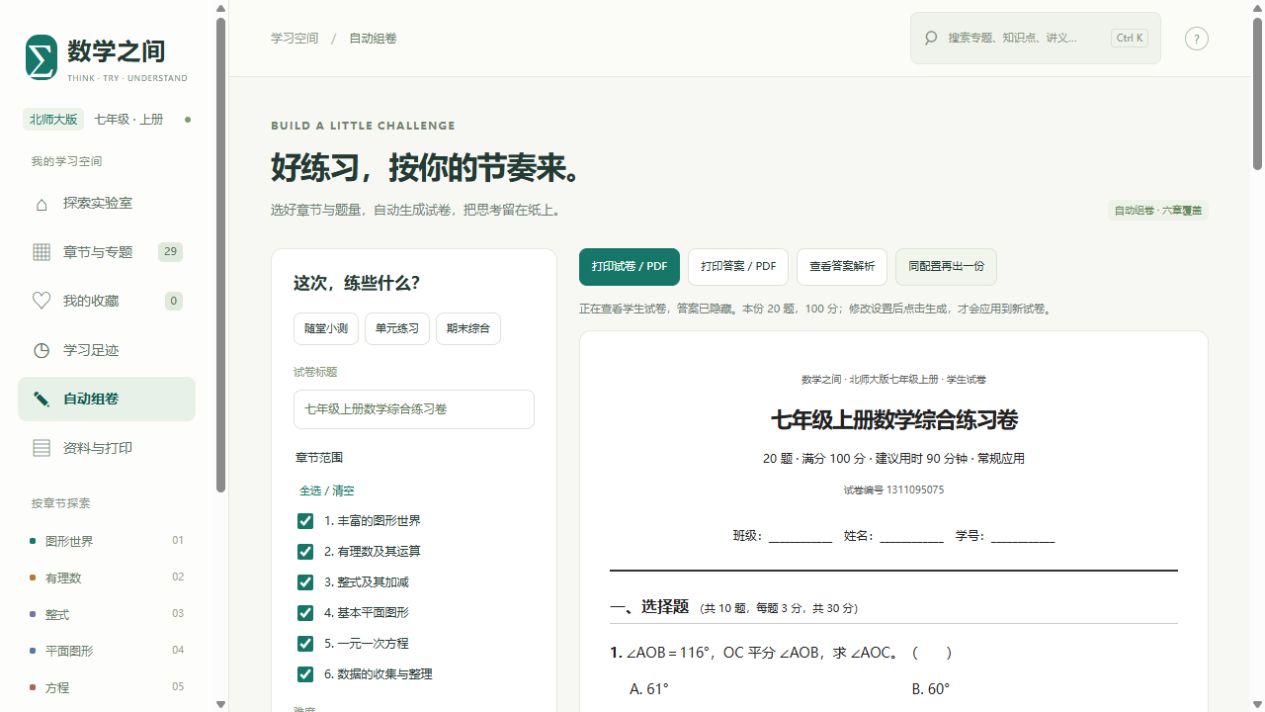 数学之间
THINK · TRY · UNDERSTAND
北师大版 七年级 · 上册
我的学习空间
探索实验室
章节与专题 29
我的收藏 0
学习足迹
自动组卷
资料与打印
按章节探索
图形世界 01
有理数 02
整式 03
平面图形 04
方程 05
学习空间 / 自动组卷
搜索专题、知识点、讲义... Ctrl K
?
BUILD A LITTLE CHALLENGE
好练习，按你的节奏来。
选好章节与题量，自动生成试卷，把思考留在纸上。
自动组卷 · 六章覆盖
这次，练些什么？
随堂小测 单元练习 期末综合
试卷标题
七年级上册数学综合练习卷
章节范围
全选 / 清空
1. 丰富的图形世界
2. 有理数及其运算
3. 整式及其加减
4. 基本平面图形
5. 一元一次方程
6. 数据的收集与整理
难度
打印试卷 / PDF 打印答案 / PDF 查看答案解析 同配置再出一份
正在查看学生试卷，答案已隐藏。本份 20 题，100 分；修改设置后点击生成，才会应用到新试卷。
数学之间 · 北师大版七年级上册 · 学生试卷
七年级上册数学综合练习卷
20 题 · 满分 100 分 · 建议用时 90 分钟 · 常规应用
试卷编号 1311095075
班级：__________ 姓名：__________ 学号：__________
一、选择题 （共 10 题，每题 3 分，共 30 分）
1. ∠AOB = 116°，OC 平分 ∠AOB，求 ∠AOC。（　　）
A. 61° B. 60°